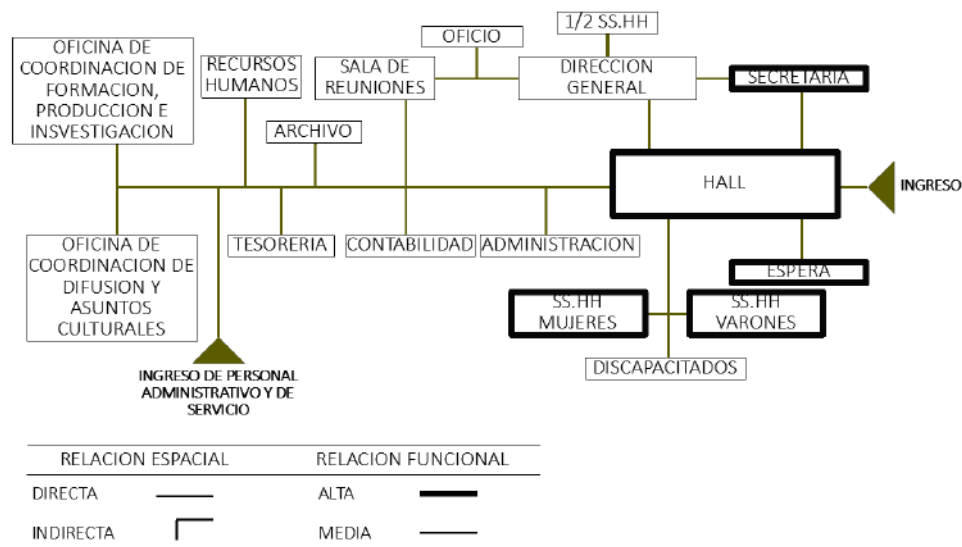 OFICIO
1/2 SS.HH
OFICINA DE
COORDINACION DE
FORMACION,
PRODUCCION E
INSVESTIGACION
RECURSOS
HUMANOS
SALA DE
REUNIONES
DIRECCION
GENERAL
SECRETARIA
ARCHIVO
HALL
INGRESO
OFICINA DE
COORDINACION DE
DIFUSION Y
ASUNTOS
CULTURALES
TESORERIA
CONTABILIDAD
ADMINISTRACION
ESPERA
SS.HH
MUJERES
SS.HH
VARONES
DISCAPACITADOS
INGRESO DE PERSONAL
ADMINISTRATIVO Y DE
SERVICIO
RELACION ESPACIAL
RELACION FUNCIONAL
DIRECTA
ALTA
INDIRECTA
MEDIA